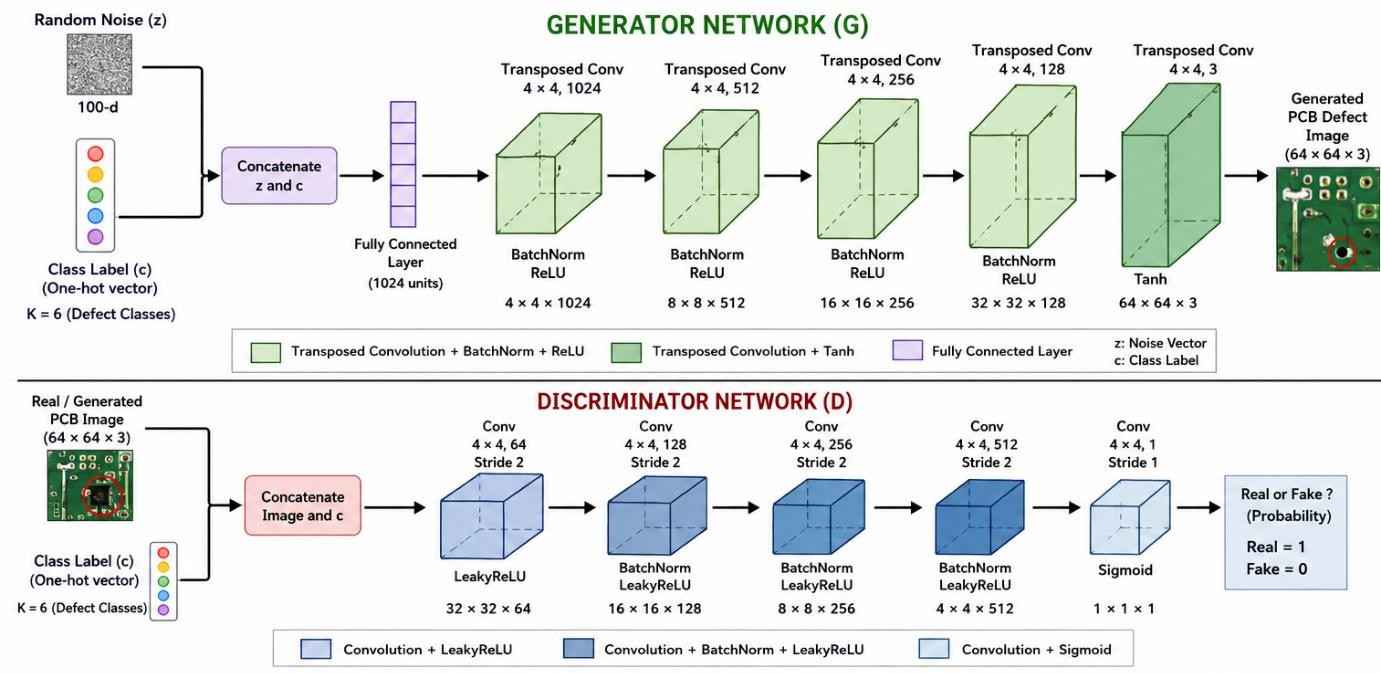 GENERATOR NETWORK (G)
Random Noise (z)
100-d
Class Label (c)
(One-hot vector)
K = 6 (Defect Classes)
Concatenate
z and c
Fully Connected
Layer
(1024 units)
Transposed Conv
4 × 4, 1024
BatchNorm
ReLU
4 × 4 × 1024
Transposed Conv
4 × 4, 512
BatchNorm
ReLU
8 × 8 × 512
Transposed Conv
4 × 4, 256
BatchNorm
ReLU
16 × 16 × 256
Transposed Conv
4 × 4, 128
BatchNorm
ReLU
32 × 32 × 128
Transposed Conv
4 × 4, 3
Tanh
64 × 64 × 3
Generated
PCB Defect
Image
(64 × 64 × 3)
Transposed Convolution + BatchNorm + ReLU
Transposed Convolution + Tanh
Fully Connected Layer
z: Noise Vector
c: Class Label
DISCRIMINATOR NETWORK (D)
Real / Generated
PCB Image
(64 × 64 × 3)
Class Label (c)
(One-hot vector)
K = 6 (Defect Classes)
Concatenate
Image and c
Conv
4 × 4, 64
Stride 2
LeakyReLU
32 × 32 × 64
Conv
4 × 4, 128
Stride 2
BatchNorm
LeakyReLU
16 × 16 × 128
Conv
4 × 4, 256
Stride 2
BatchNorm
LeakyReLU
8 × 8 × 256
Conv
4 × 4, 512
Stride 2
BatchNorm
LeakyReLU
4 × 4 × 512
Conv
4 × 4, 1
Stride 1
Sigmoid
1 × 1 × 1
Real or Fake ?
(Probability)
Real = 1
Fake = 0
Convolution + LeakyReLU
Convolution + BatchNorm + LeakyReLU
Convolution + Sigmoid